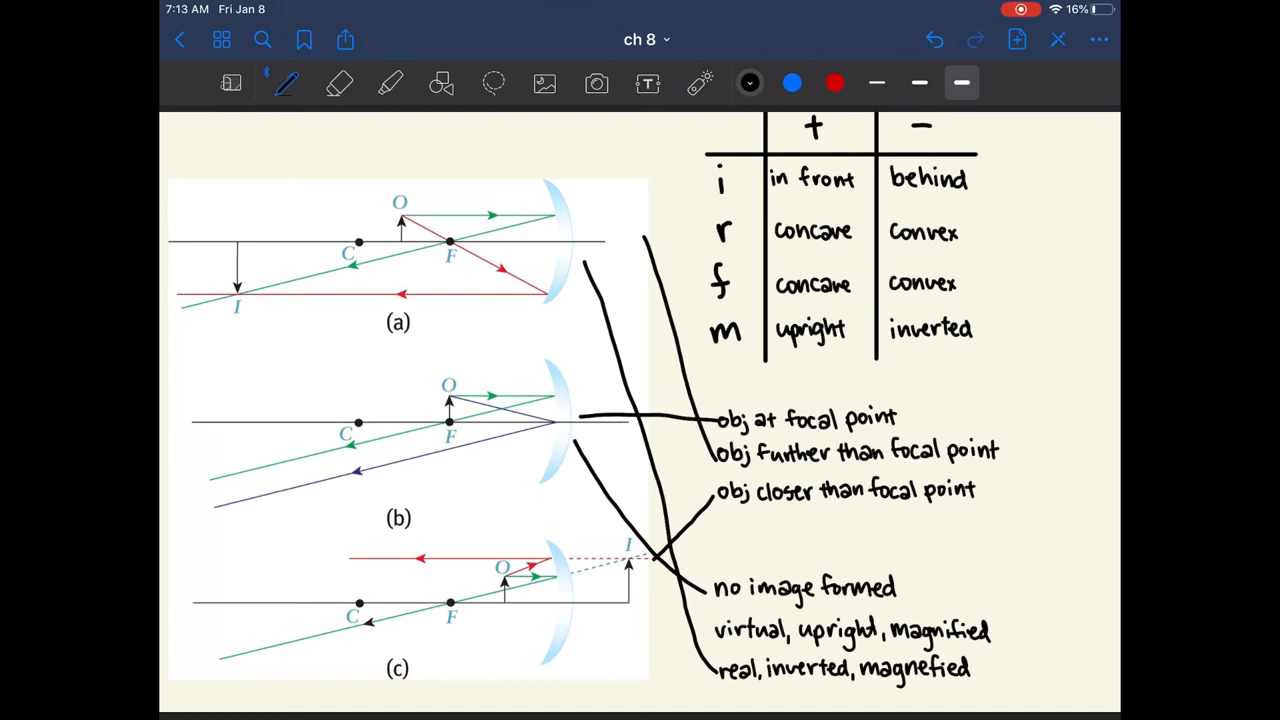 7:13 AM Fri Jan 8
16%
ch 8
T
+ −
i in front behind
r concave convex
f concave convex
m upright inverted
O
C F
I
(a)
O
C F
(b)
I
O
C F
(c)
obj at focal point
obj further than focal point
obj closer than focal point
no image formed
virtual, upright, magnified
real, inverted, magnefied